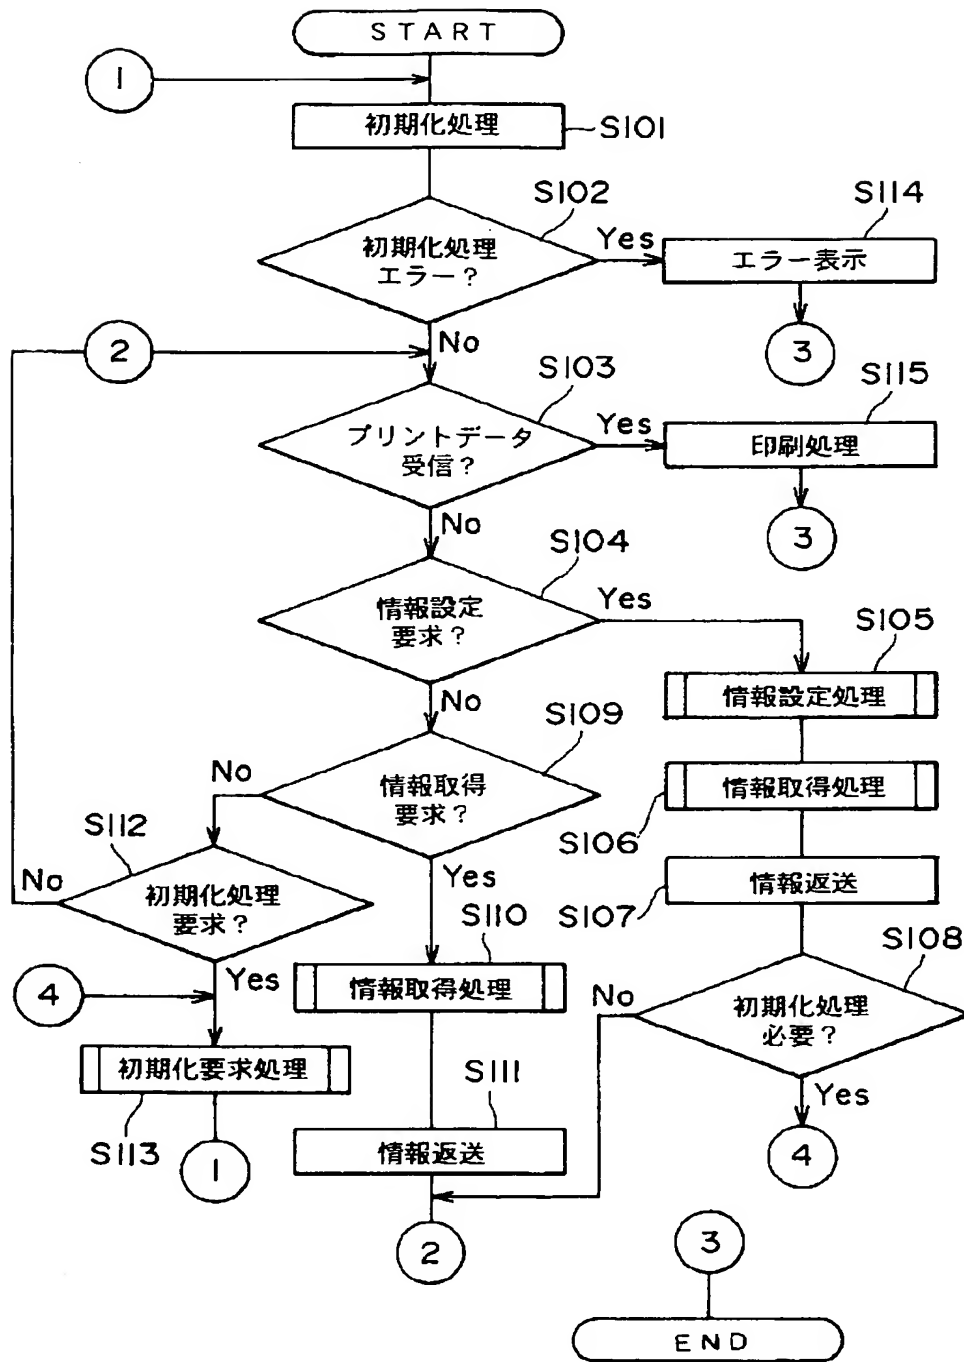 START
1
初期化処理
S101
S102
S114
初期化処理
エラー?
Yes
エラー表示
No
2
3
S103
S115
プリントデータ
受信?
Yes
印刷処理
No
3
S104
情報設定
要求?
Yes
S105
情報設定処理
No
S109
情報取得
要求?
No
情報取得処理
S106
S112
初期化処理
要求?
No
Yes
情報返送
S107
S110
S108
情報取得処理
初期化処理
必要?
No
Yes
4
初期化要求処理
S113
S111
Yes
情報返送
4
1
2
3
END